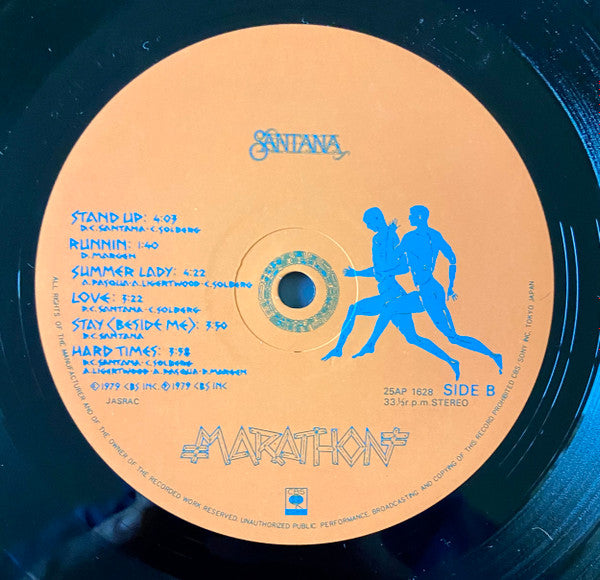 SANTANA
STAND UP: 4:03
D.C. SANTANA·C. SOLBERG
RUNNIN: 1:40
D. MARGEN
SUMMER LADY: 4:22
A. PASQUA·A. LIGERTWOOD·C. SOLBERG
LOVE: 3:22
D.C. SANTANA·C. SOLBERG
STAY (BESIDE ME): 3:50
D.C. SANTANA
HARD TIMES: 3:58
D.C. SANTANA·C. SOLBERG
A. LIGERTWOOD·A. PASQUA·D. MARGEN
©1979 CBS INC. ℗1979 CBS INC
JASRAC
25AP 1628 SIDE B
33⅓r.p.m. STEREO
MARATHON
CBS
ALL RIGHTS OF THE MANUFACTURER AND OF THE OWNER OF THE RECORDED WORK RESERVED. UNAUTHORIZED PUBLIC PERFORMANCE, BROADCASTING AND COPYING OF THIS RECORD PROHIBITED CBS/SONY INC. TOKYO JAPAN